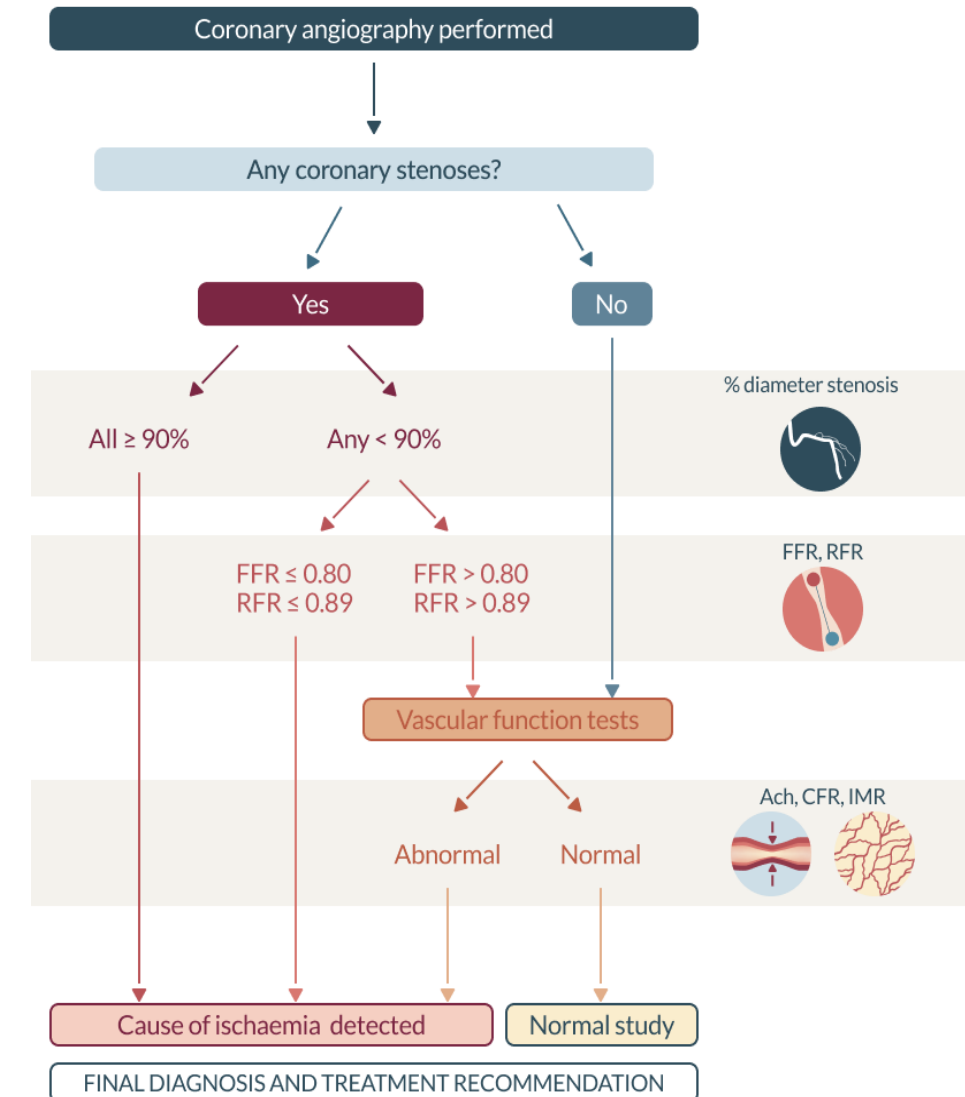 Coronary angiography performed
Any coronary stenoses?
Yes
No
% diameter stenosis
All ≥ 90%
Any < 90%
FFR, RFR
FFR ≤ 0.80
RFR ≤ 0.89
FFR > 0.80
RFR > 0.89
Vascular function tests
Ach, CFR, IMR
Abnormal
Normal
Cause of ischaemia detected
Normal study
FINAL DIAGNOSIS AND TREATMENT RECOMMENDATION